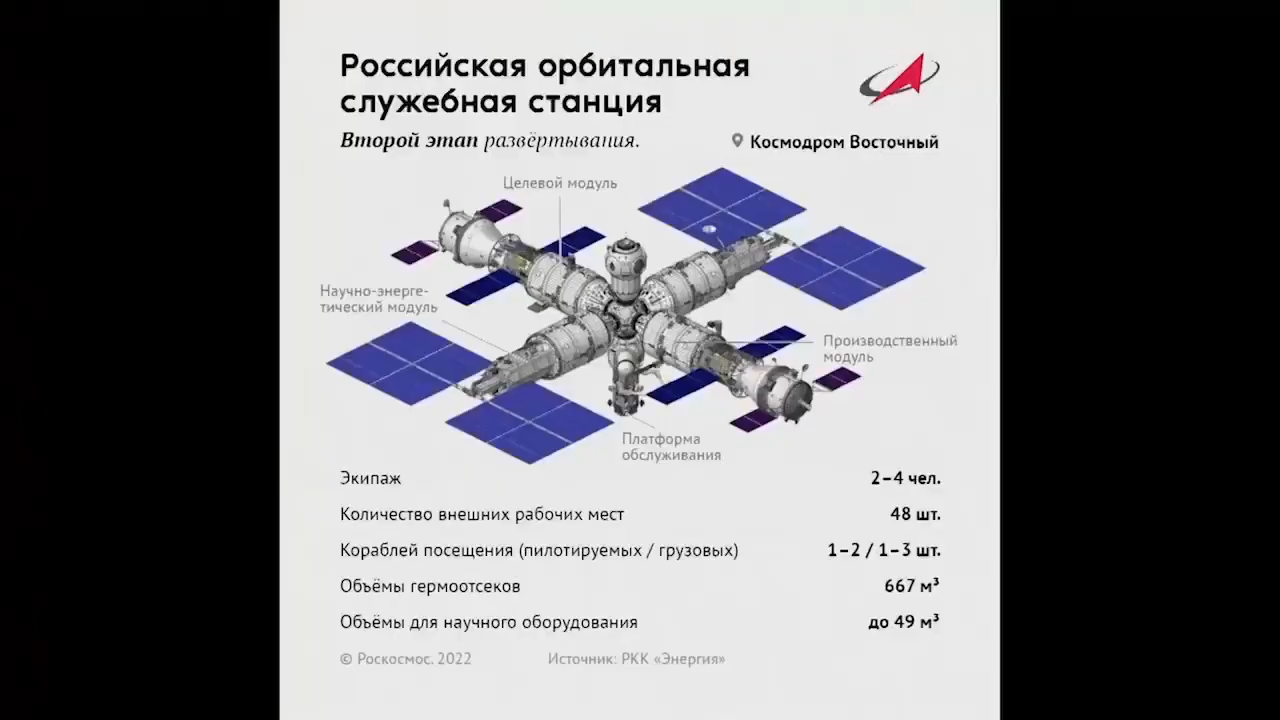 Российская орбитальная
служебная станция
Второй этап развёртывания.
Космодром Восточный
Целевой модуль
Научно-энерге-
тический модуль
Производственный
модуль
Платформа
обслуживания
Экипаж 2–4 чел.
Количество внешних рабочих мест 48 шт.
Кораблей посещения (пилотируемых / грузовых) 1–2 / 1–3 шт.
Объёмы гермоотсеков 667 м³
Объёмы для научного оборудования до 49 м³
© Роскосмос. 2022 Источник: РКК «Энергия»